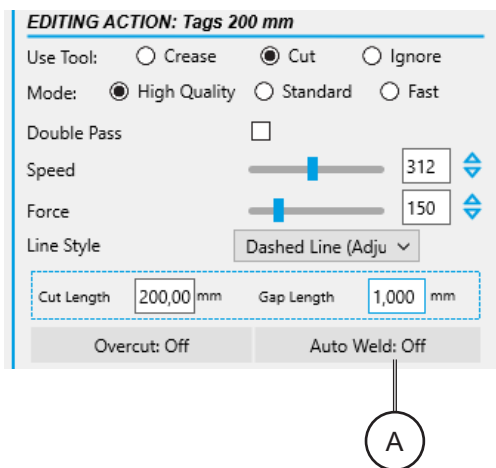 EDITING ACTION: Tags 200 mm
Use Tool: Crease Cut Ignore
Mode: High Quality Standard Fast
Double Pass
Speed 312
Force 150
Line Style Dashed Line (Adju
Cut Length 200,00 mm Gap Length 1,000 mm
Overcut: Off Auto Weld: Off
A